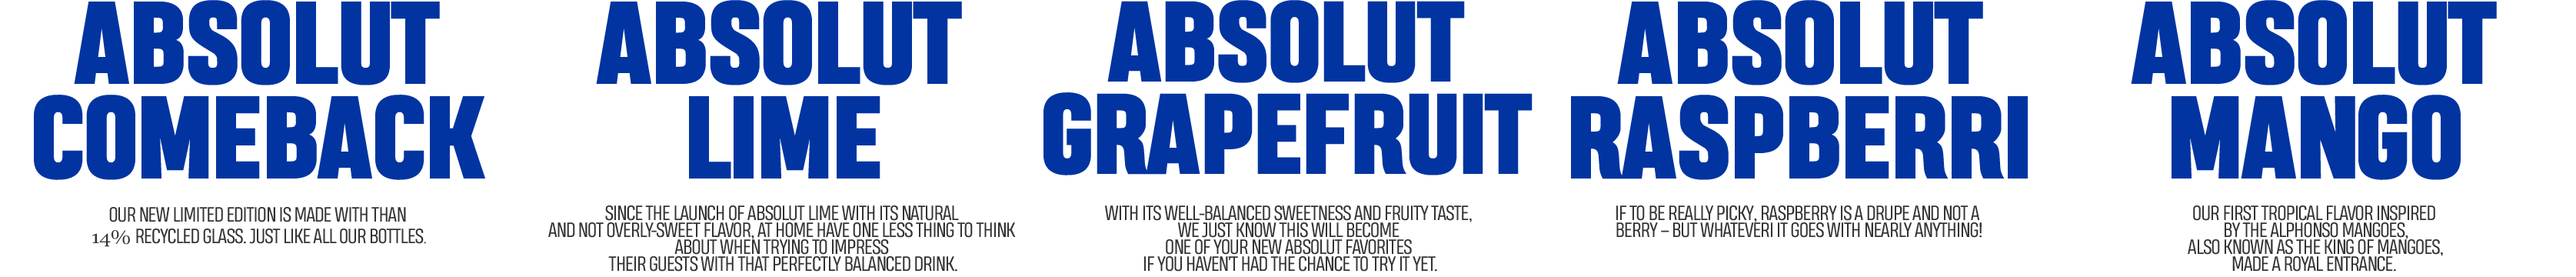 ABSOLUT
COMEBACK
OUR NEW LIMITED EDITION IS MADE WITH THAN
14% RECYCLED GLASS. JUST LIKE ALL OUR BOTTLES.
ABSOLUT
LIME
SINCE THE LAUNCH OF ABSOLUT LIME WITH ITS NATURAL
AND NOT OVERLY-SWEET FLAVOR, AT HOME HAVE ONE LESS THING TO THINK
ABOUT WHEN TRYING TO IMPRESS
THEIR GUESTS WITH THAT PERFECTLY BALANCED DRINK.
ABSOLUT
GRAPEFRUIT
WITH ITS WELL-BALANCED SWEETNESS AND FRUITY TASTE,
WE JUST KNOW THIS WILL BECOME
ONE OF YOUR NEW ABSOLUT FAVORITES
IF YOU HAVEN'T HAD THE CHANCE TO TRY IT YET.
ABSOLUT
RASPBERRI
IF TO BE REALLY PICKY, RASPBERRY IS A DRUPE AND NOT A
BERRY – BUT WHATEVERI IT GOES WITH NEARLY ANYTHING!
ABSOLUT
MANGO
OUR FIRST TROPICAL FLAVOR INSPIRED
BY THE ALPHONSO MANGOES,
ALSO KNOWN AS THE KING OF MANGOES,
MADE A ROYAL ENTRANCE.